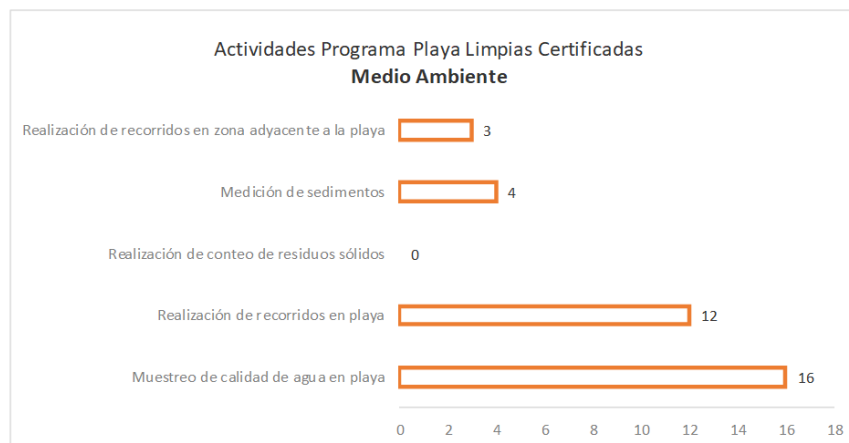 Actividades Programa Playa Limpias Certificadas
Medio Ambiente
Realización de recorridos en zona adyacente a la playa 3
Medición de sedimentos 4
Realización de conteo de residuos sólidos 0
Realización de recorridos en playa 12
Muestreo de calidad de agua en playa 16
0 2 4 6 8 10 12 14 16 18